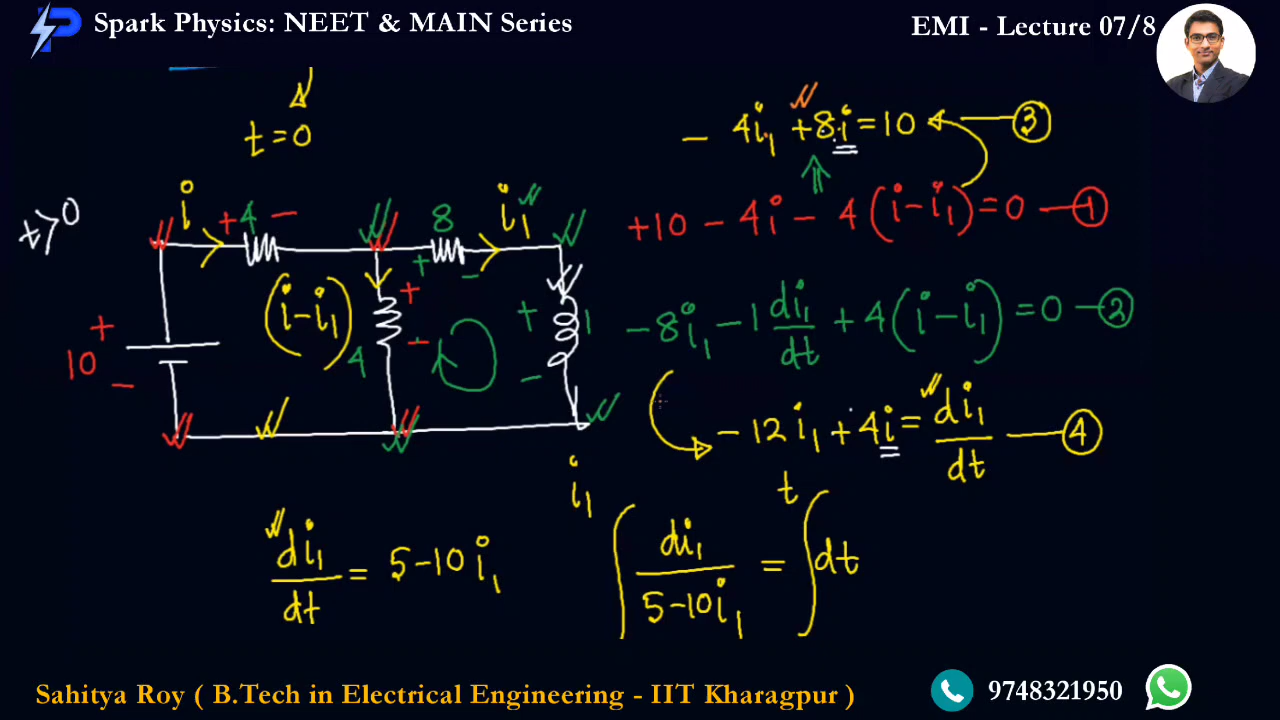 Spark Physics: NEET & MAIN Series
EMI - Lecture 07/8
t=0
t>0
i
+ 4 -
8
i₁
+ -
10
+
-
(i-i₁)
4
+
-
+
-
1
- 4i₁ +8i=10 ③
+10 - 4i - 4(i-i₁)=0 ①
-8i₁ -1 di₁/dt + 4(i-i₁) =0 ②
-12i₁ + 4i = di₁/dt ④
di₁/dt = 5-10i₁
i₁ t
∫ di₁/5-10i₁ = ∫dt
Sahitya Roy ( B.Tech in Electrical Engineering - IIT Kharagpur )
9748321950